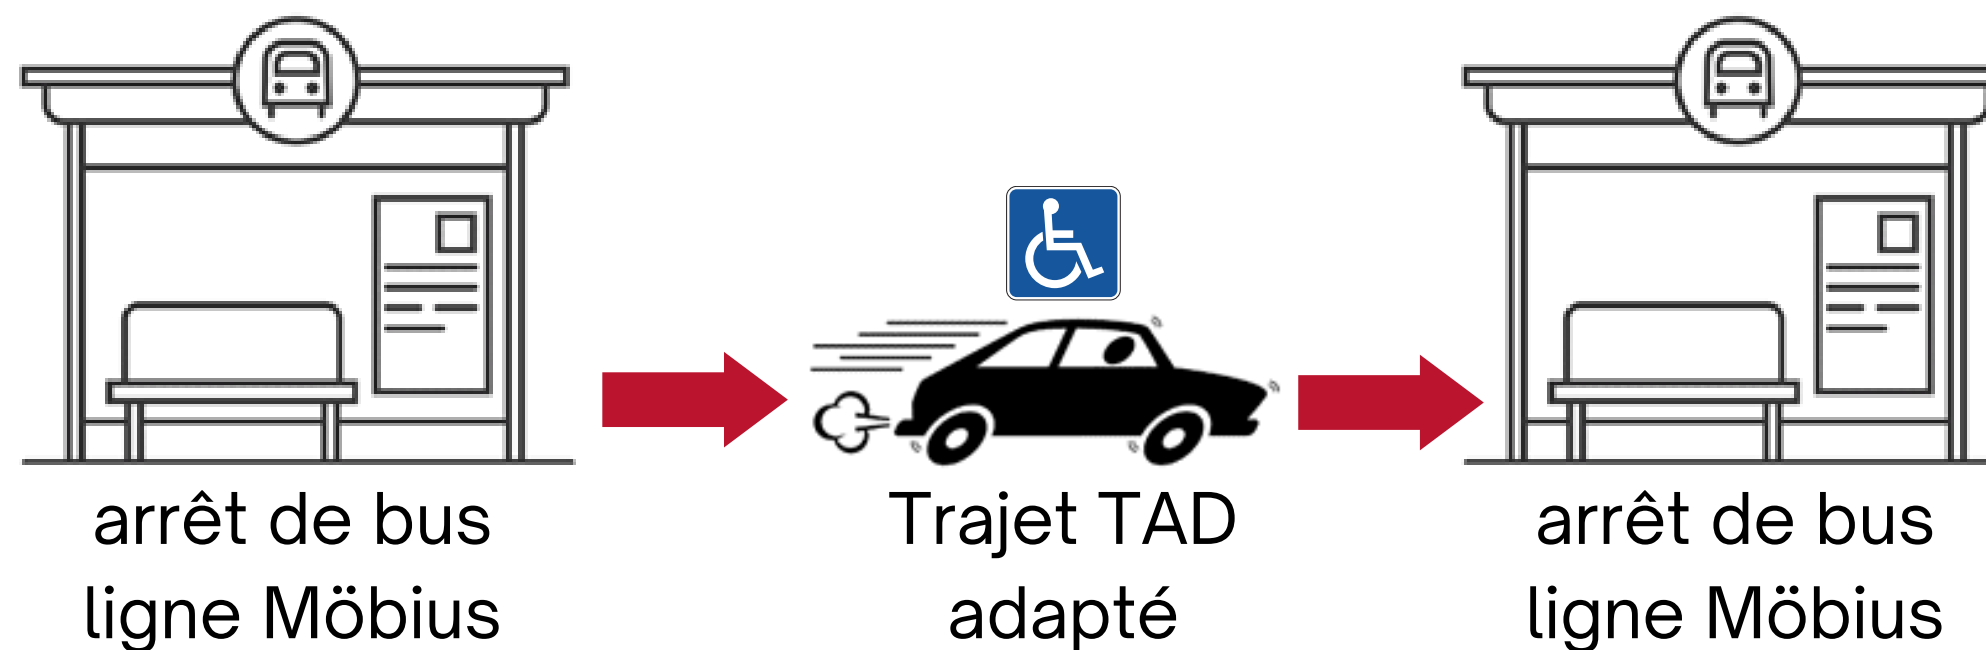 arrêt de bus
ligne Möbius
Trajet TAD
adapté
arrêt de bus
ligne Möbius